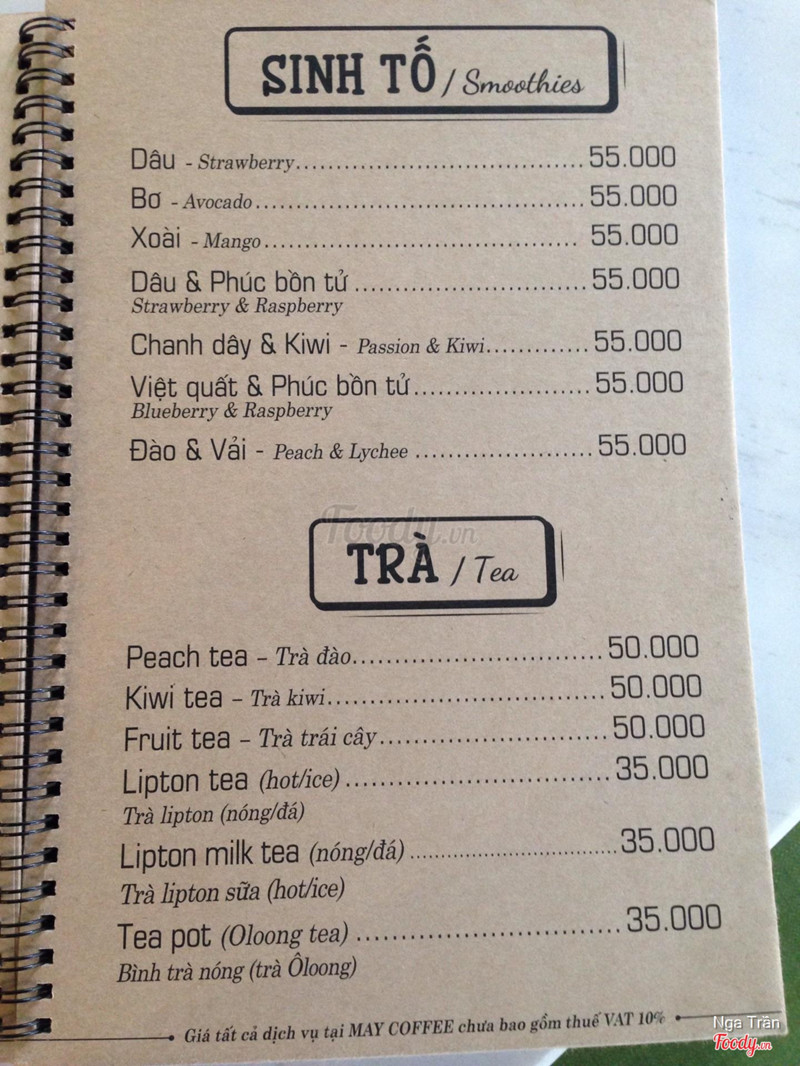 SINH TỐ / Smoothies
Dâu - Strawberry.................................. 55.000
Bơ - Avocado........................................ 55.000
Xoài - Mango...................................... 55.000
Dâu & Phúc bồn tử ............................ 55.000
Strawberry & Raspberry
Chanh dây & Kiwi - Passion & Kiwi............. 55.000
Việt quất & Phúc bồn tử...................... 55.000
Blueberry & Raspberry
Đào & Vải - Peach & Lychee ...................... 55.000
Foody.vn
TRÀ / Tea
Peach tea – Trà đào.............................. 50.000
Kiwi tea – Trà kiwi................................. 50.000
Fruit tea – Trà trái cây........................... 50.000
Lipton tea (hot/ice) ............................... 35.000
Trà lipton (nóng/đá)
Lipton milk tea (nóng/đá) ............................... 35.000
Trà lipton sữa (hot/ice)
Tea pot (Oloong tea) ............................... 35.000
Bình trà nóng (trà Ôloong)
Giá tất cả dịch vụ tại MAY COFFEE chưa bao gồm thuế VAT 10%
Nga Trần
Foody.vn